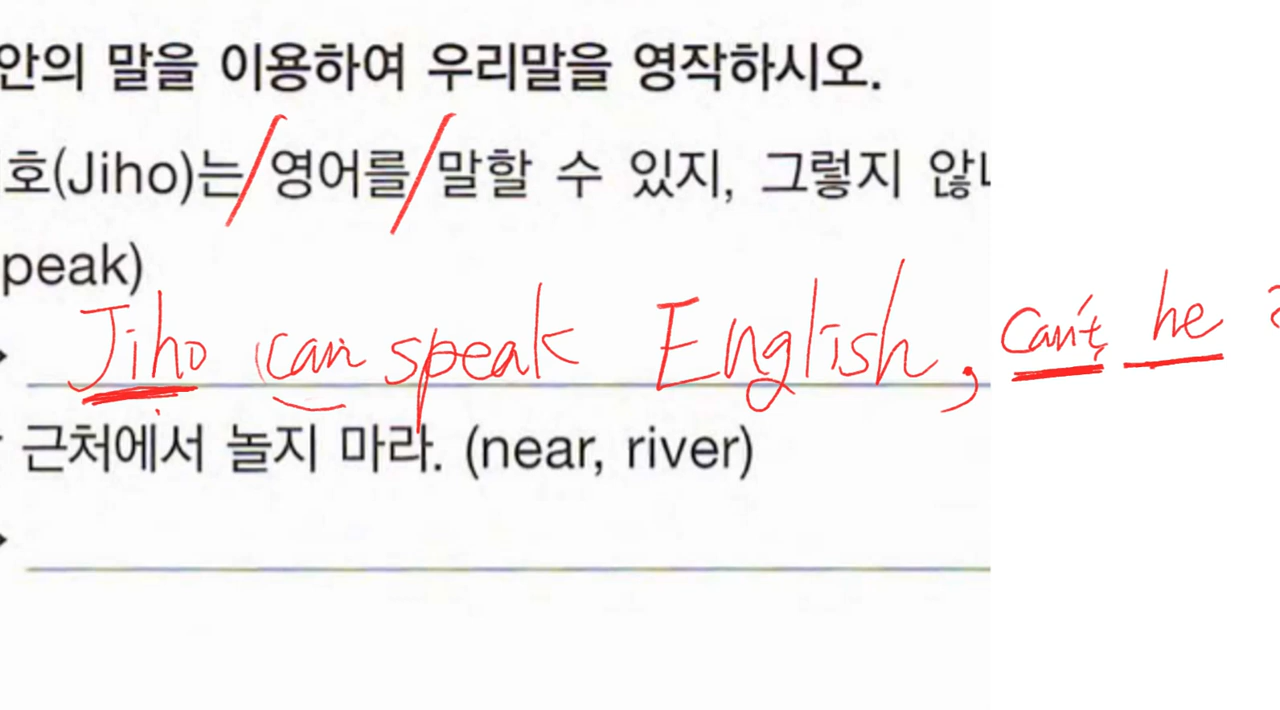 안의 말을 이용하여 우리말을 영작하시오.
호(Jiho)는/영어를/말할 수 있지, 그렇지
peak)
Jiho can speak English, can't he?
근처에서 놀지 마라. (near, river)